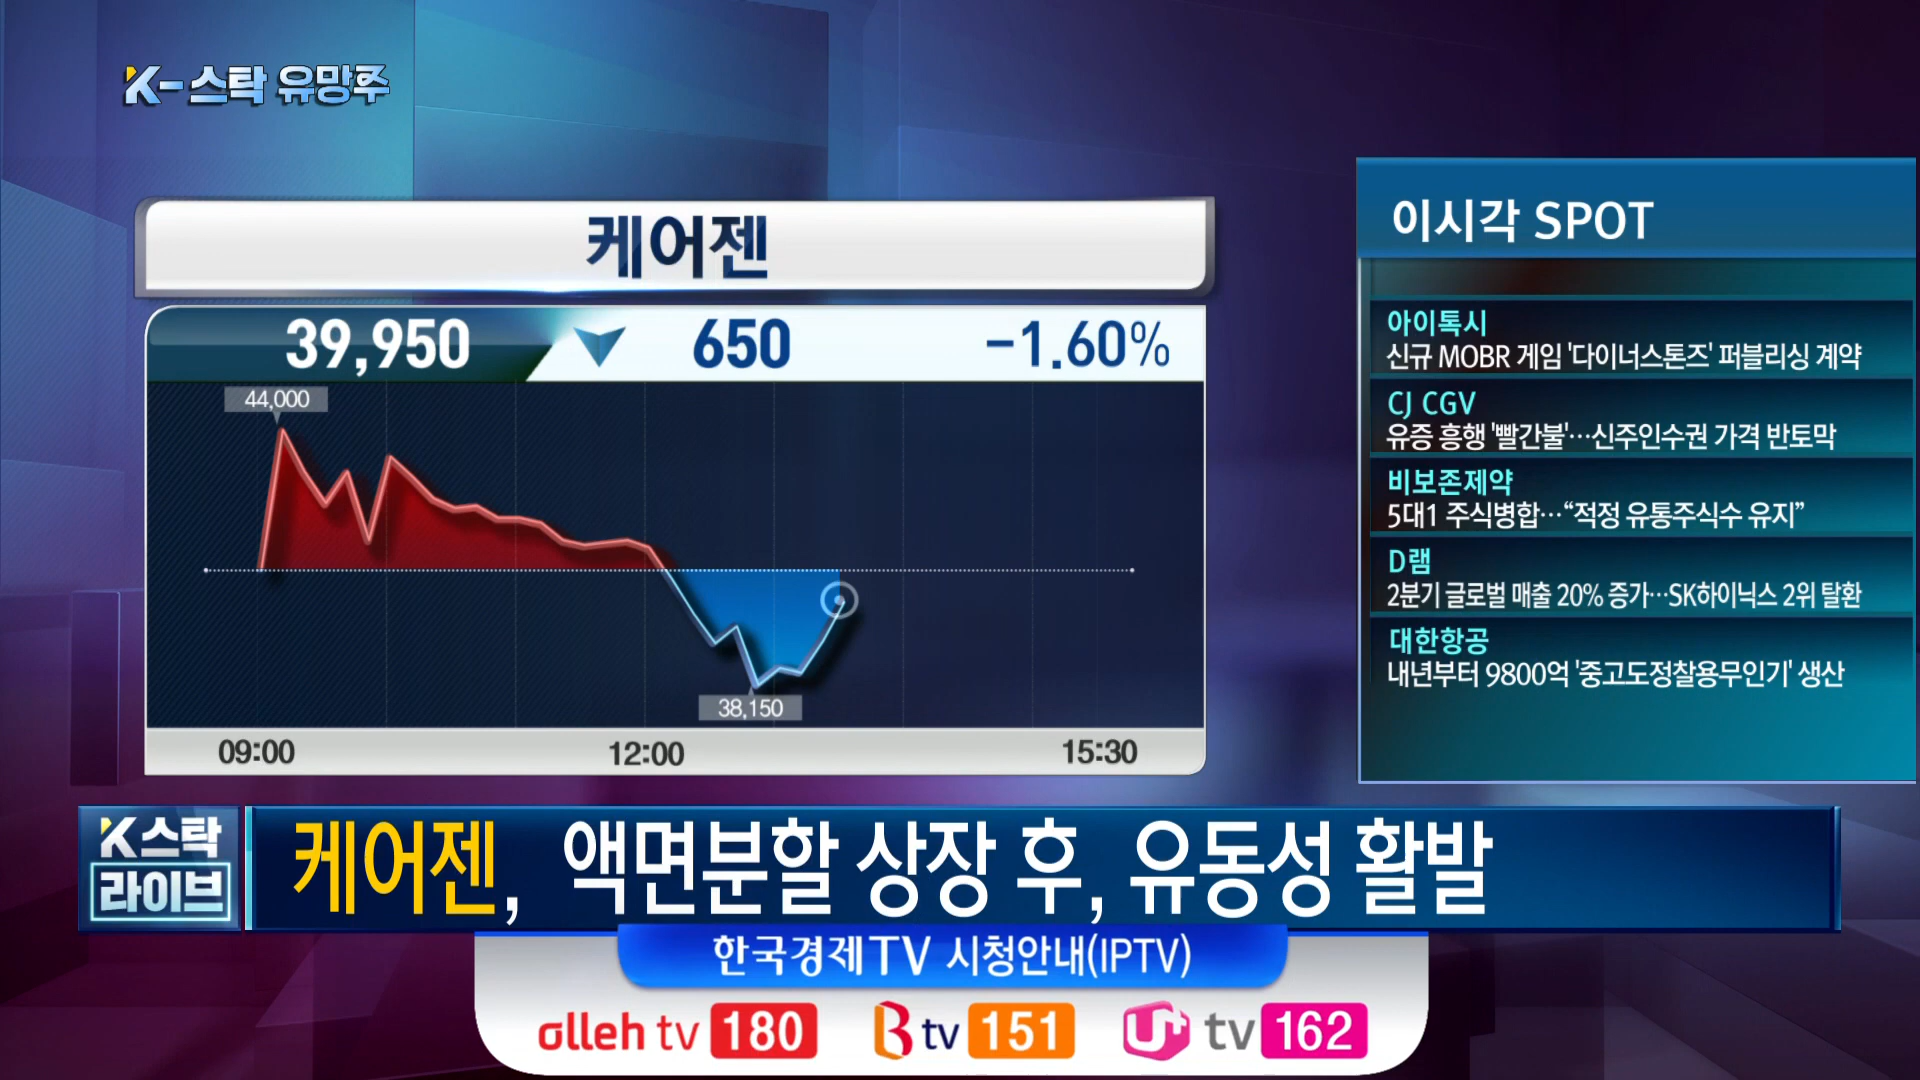 K-스탁 유망주
케어젠
39,950 650 -1.60%
44,000
38,150
09:00 12:00 15:30
이시각 SPOT
아이톡시
신규 MOBR 게임 '다이너스톤즈' 퍼블리싱 계약
CJ CGV
유증 흥행 '빨간불'…신주인수권 가격 반토막
비보존제약
5대1 주식병합…“적정 유통주식수 유지”
D램
2분기 글로벌 매출 20% 증가…SK하이닉스 2위 탈환
대한항공
내년부터 9800억 '중고도정찰용무인기' 생산
K스탁
라이브
케어젠, 액면분할 상장 후, 유동성 활발
한국경제TV 시청안내(IPTV)
olleh tv 180 B tv 151 U+ tv 162